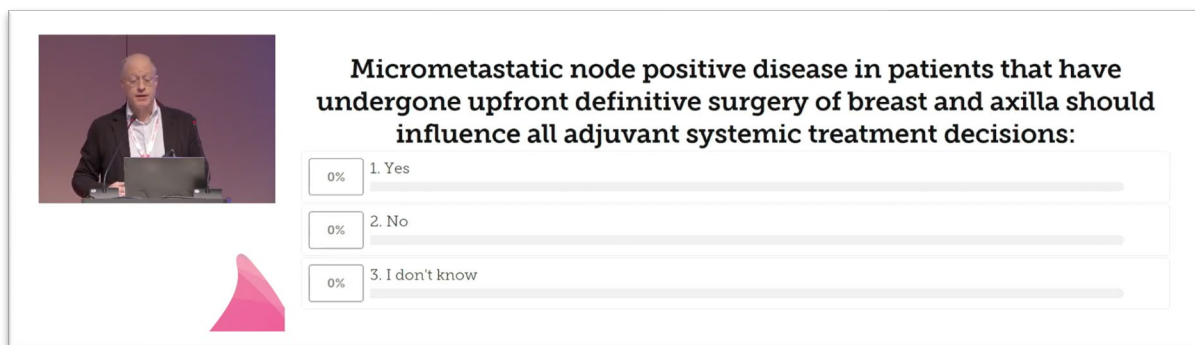 Micrometastatic node positive disease in patients that have
undergone upfront definitive surgery of breast and axilla should
influence all adjuvant systemic treatment decisions:
0%
1. Yes
0%
2. No
0%
3. I don't know